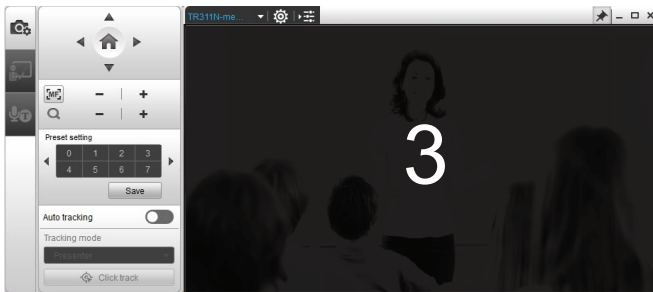 TR311N-me...
MF
Preset setting
0 1 2 3
4 5 6 7
Save
Auto tracking
Tracking mode
Presenter
Click track
3